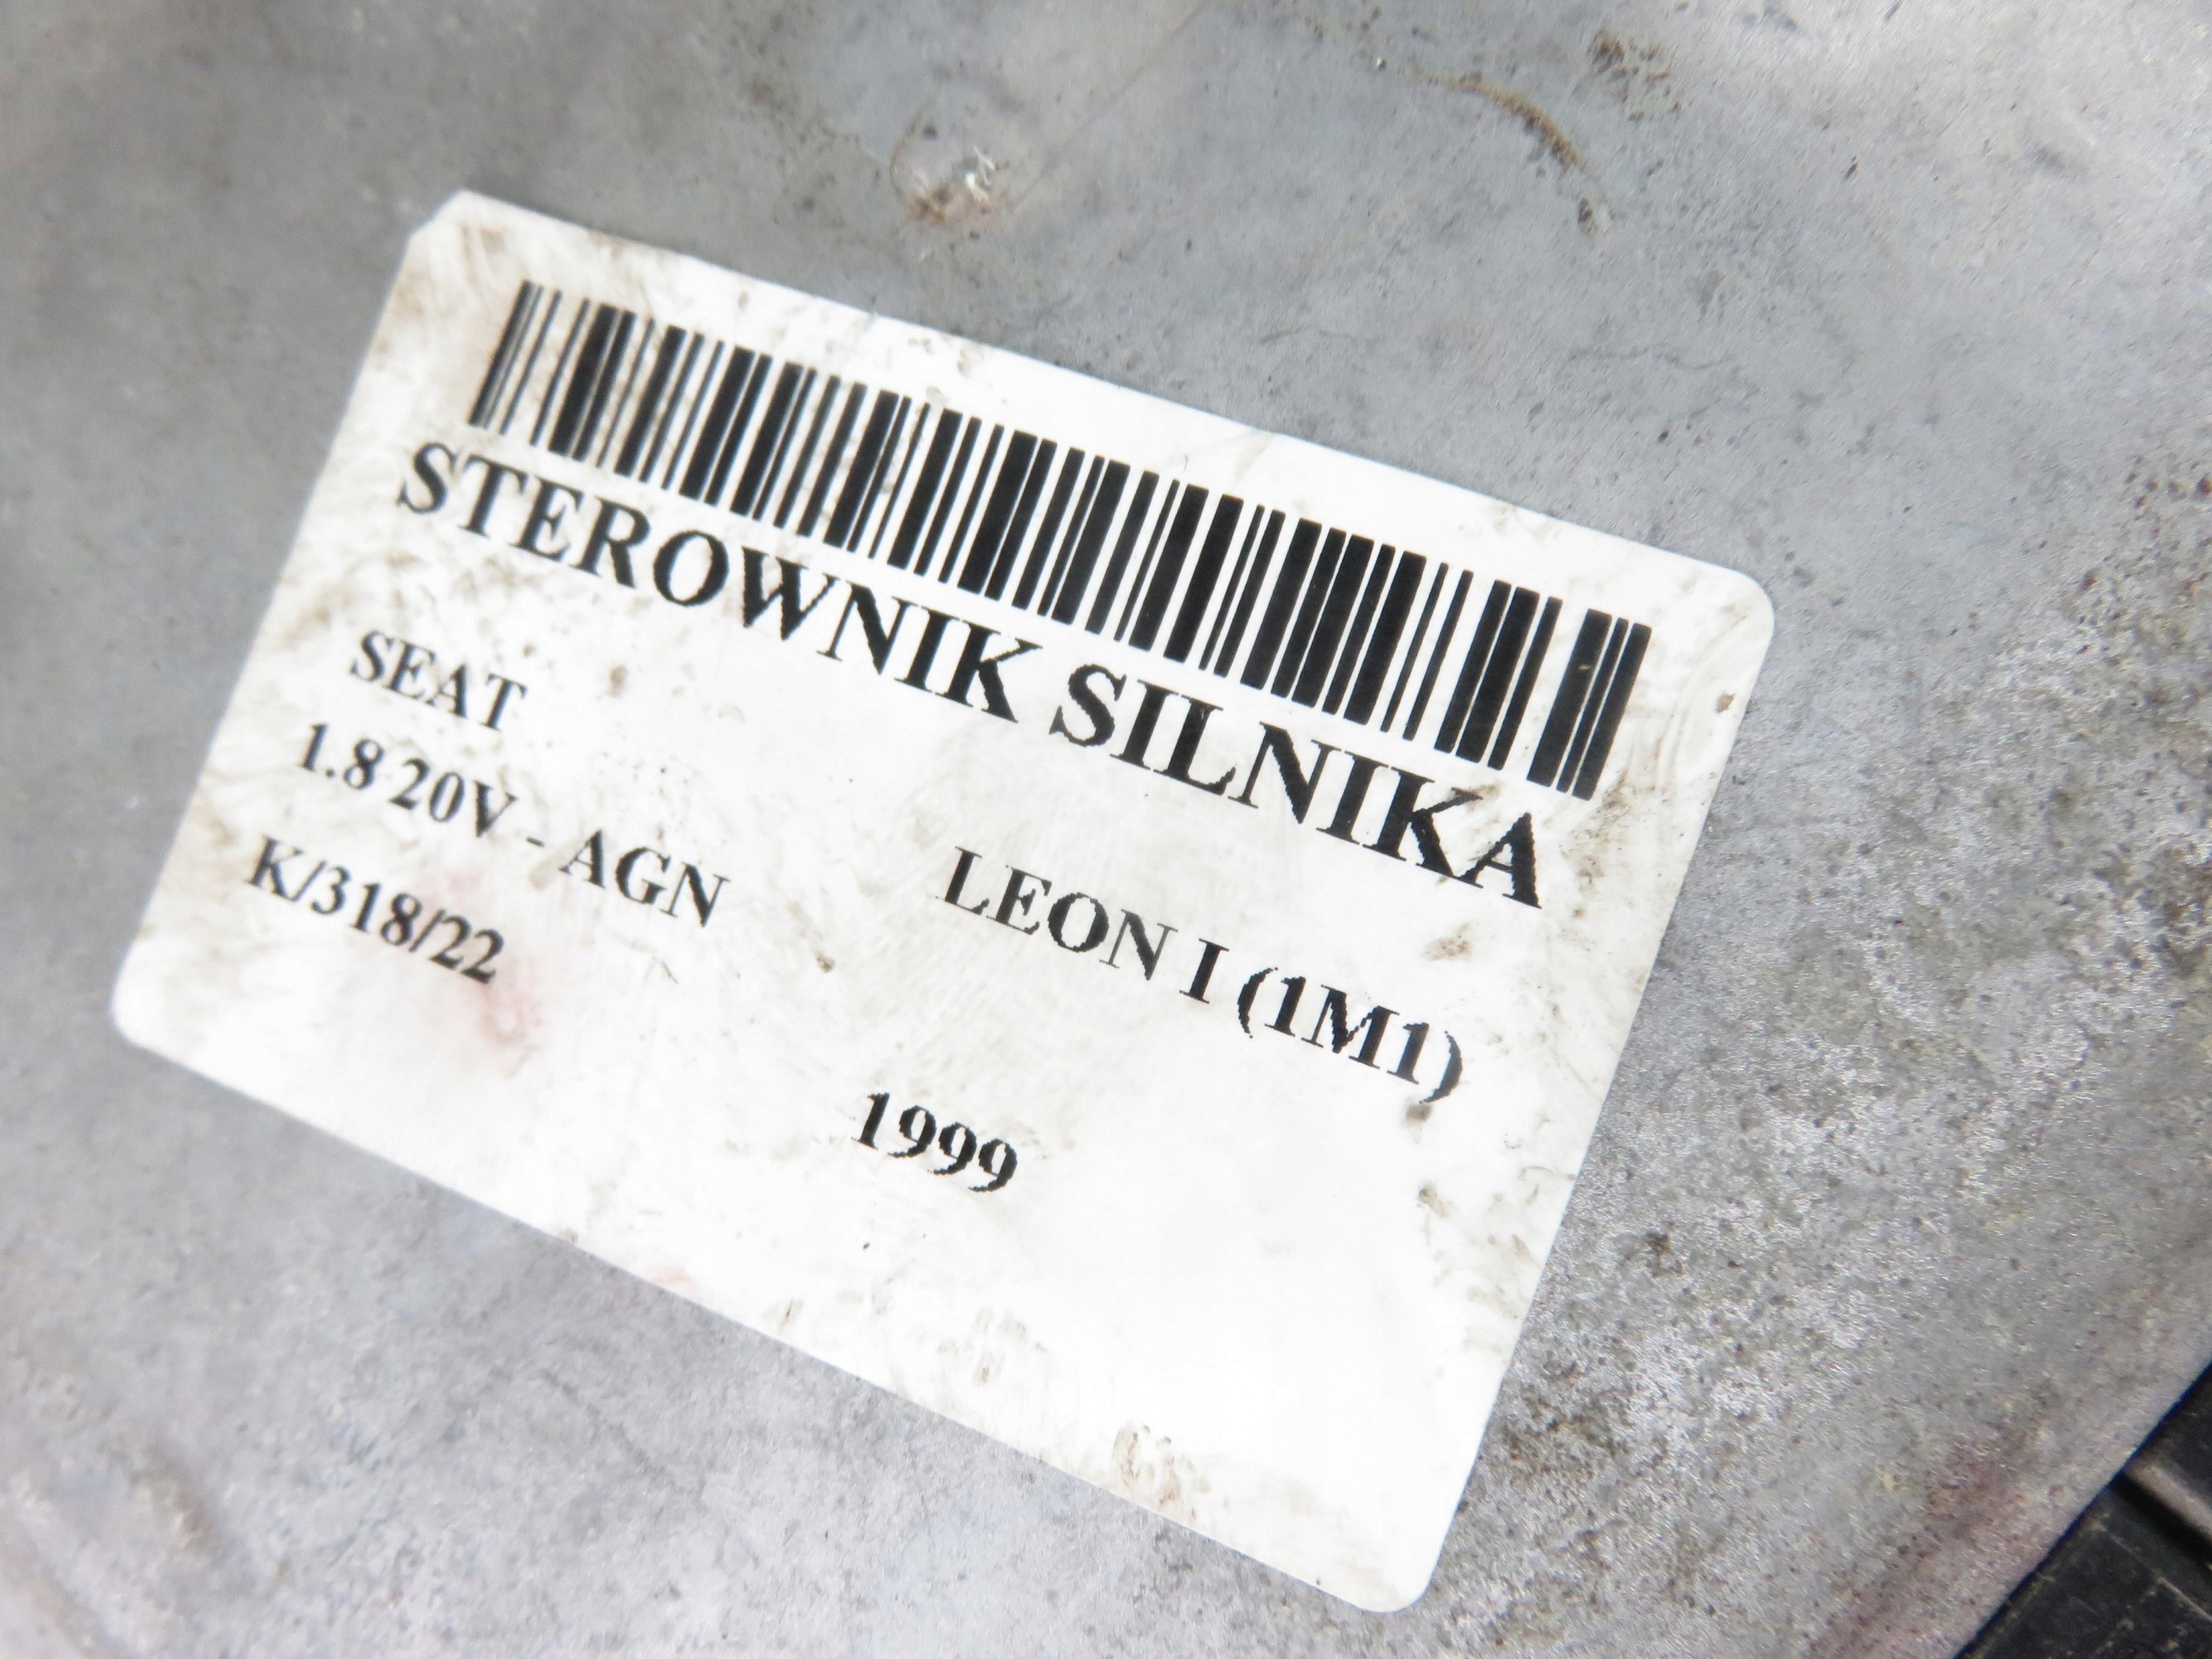 STEROWNIK SILNIKA
SEAT LEON I (1M1)
1.8 20V - AGN 1999
K/318/22